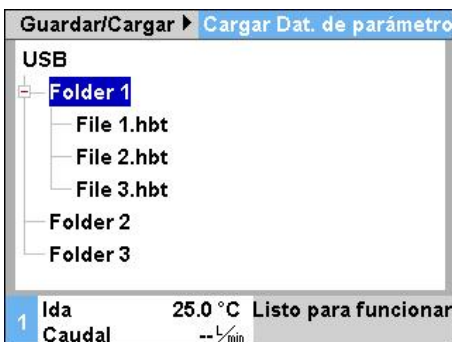 Guardar/Cargar ▶ Cargar Dat. de parámetro
USB
Folder 1
File 1.hbt
File 2.hbt
File 3.hbt
Folder 2
Folder 3
1 Ida 25.0 °C Listo para funcionar
Caudal -- L/min